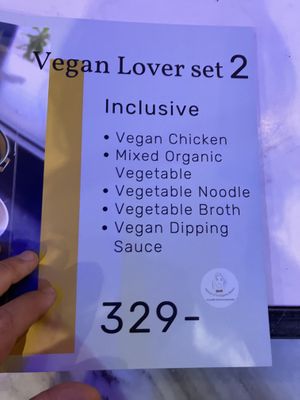 Vegan Lover set 2
Inclusive
• Vegan Chicken
• Mixed Organic
Vegetable
• Vegetable Noodle
• Vegetable Broth
• Vegan Dipping
Sauce
329-